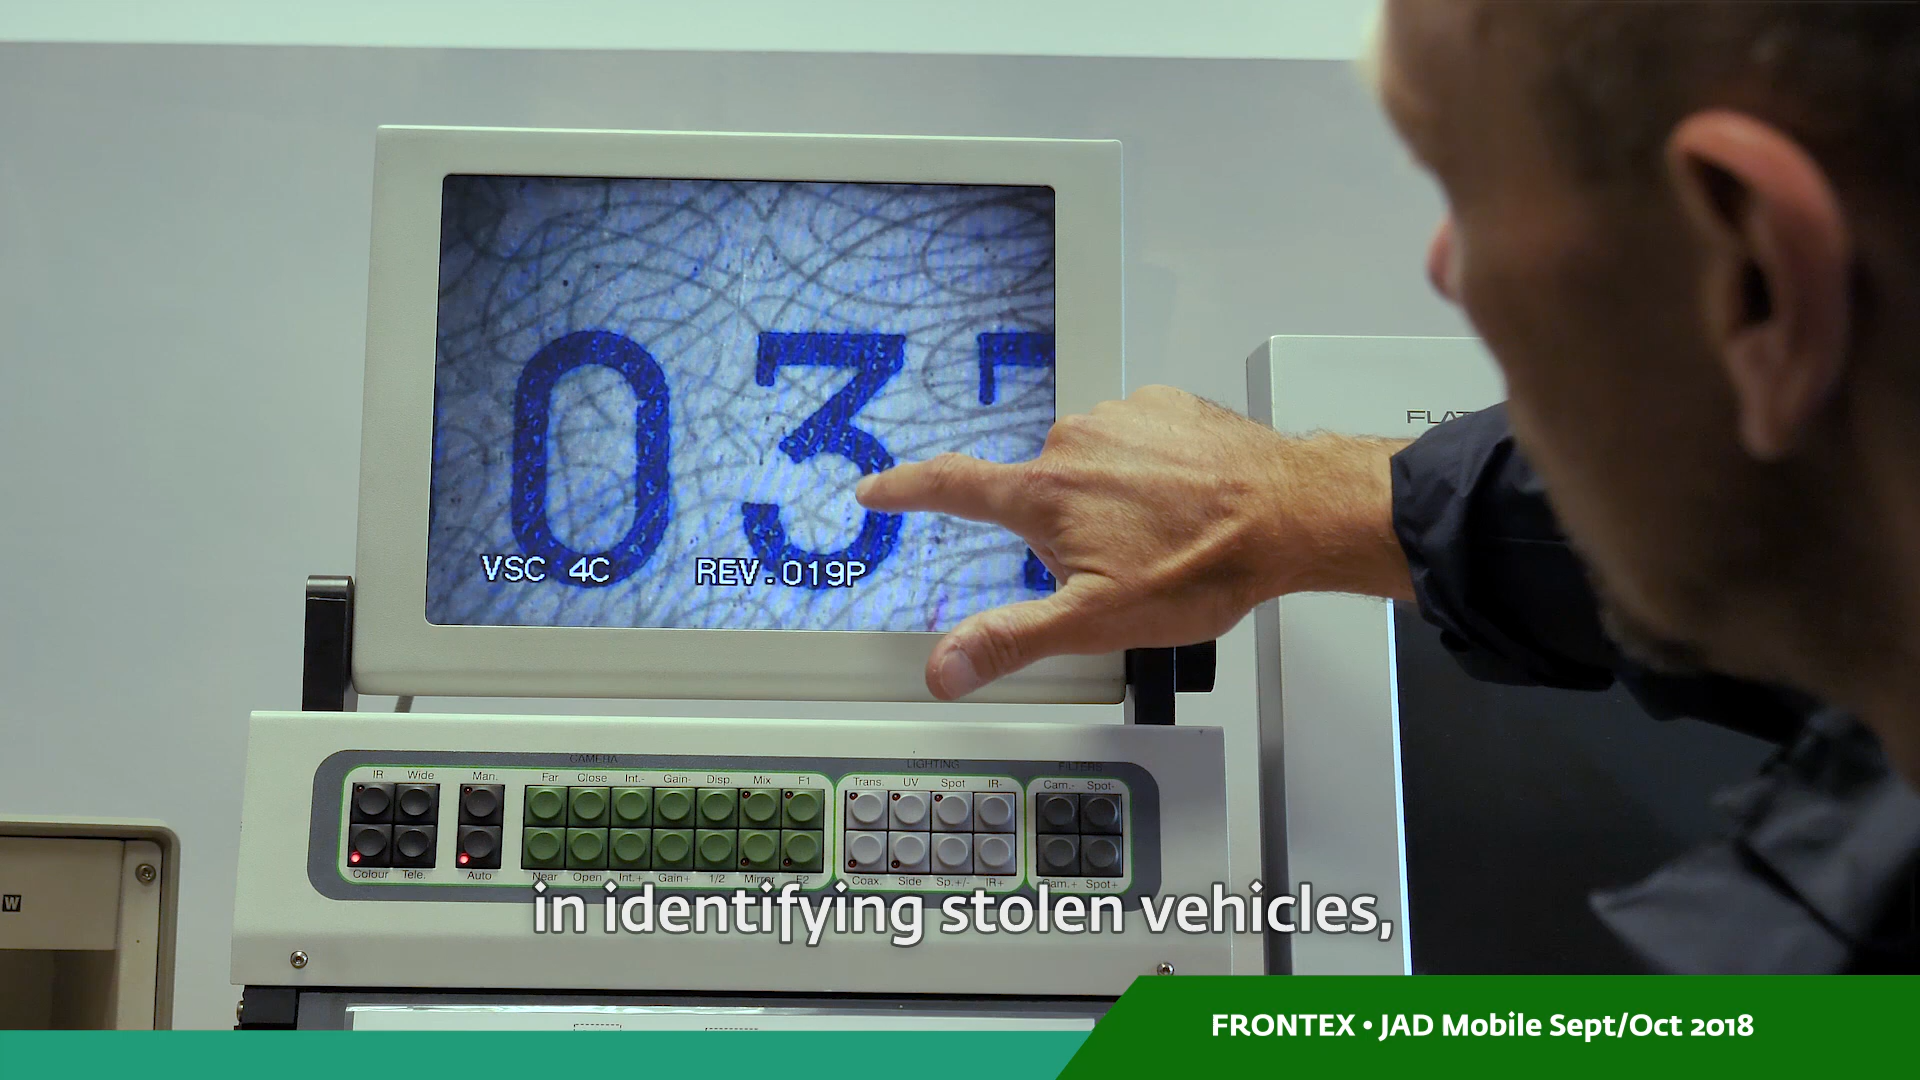 037
VSC 4C REV.019P
FLAT
CAMERA LIGHTING FILTERS
IR Wide Man. Far Close Int.- Gain- Disp. Mix F1 Trans. UV Spot IR- Cam.- Spot-
Colour Tele. Auto Near Open Int.+ Gain+ 1/2 Mirror F2 Coax. Side Sp.+/- IR+ Cam.+ Spot+
W
in identifying stolen vehicles,
FRONTEX • JAD Mobile Sept/Oct 2018